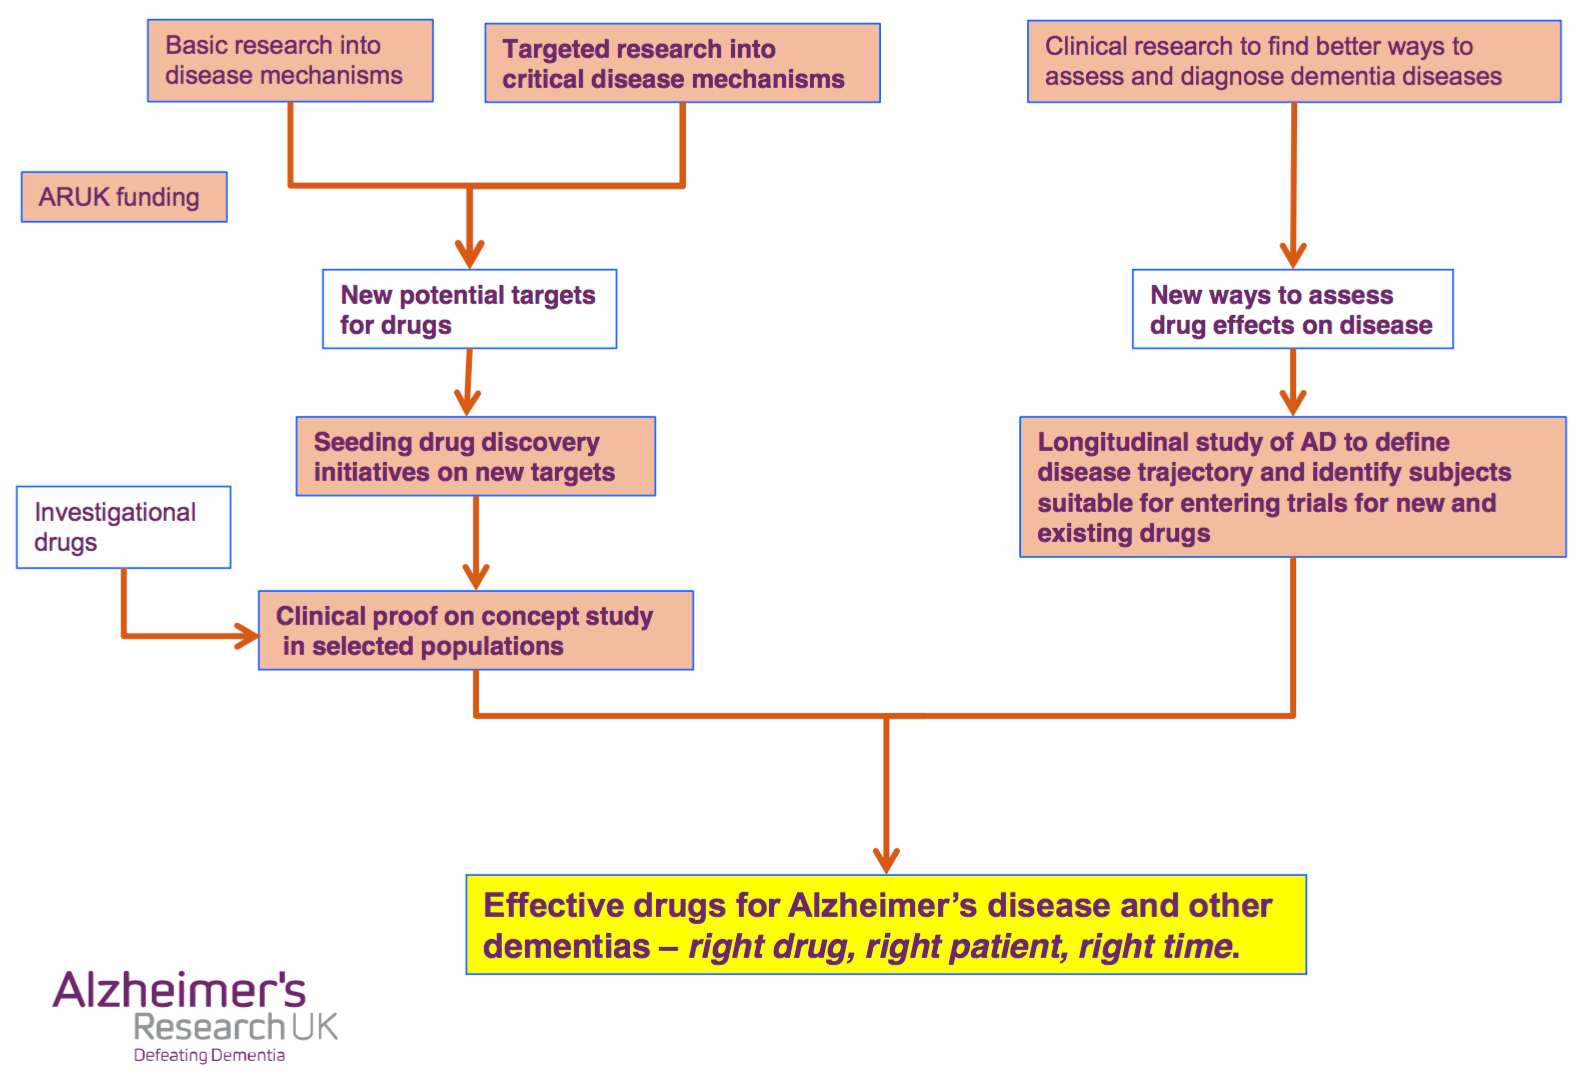 Basic research into
disease mechanisms
Targeted research into
critical disease mechanisms
Clinical research to find better ways to
assess and diagnose dementia diseases
ARUK funding
New potential targets
for drugs
New ways to assess
drug effects on disease
Seeding drug discovery
initiatives on new targets
Longitudinal study of AD to define
disease trajectory and identify subjects
suitable for entering trials for new and
existing drugs
Investigational
drugs
Clinical proof on concept study
in selected populations
Effective drugs for Alzheimer’s disease and other
dementias – right drug, right patient, right time.
Alzheimer's
Research UK
Defeating Dementia